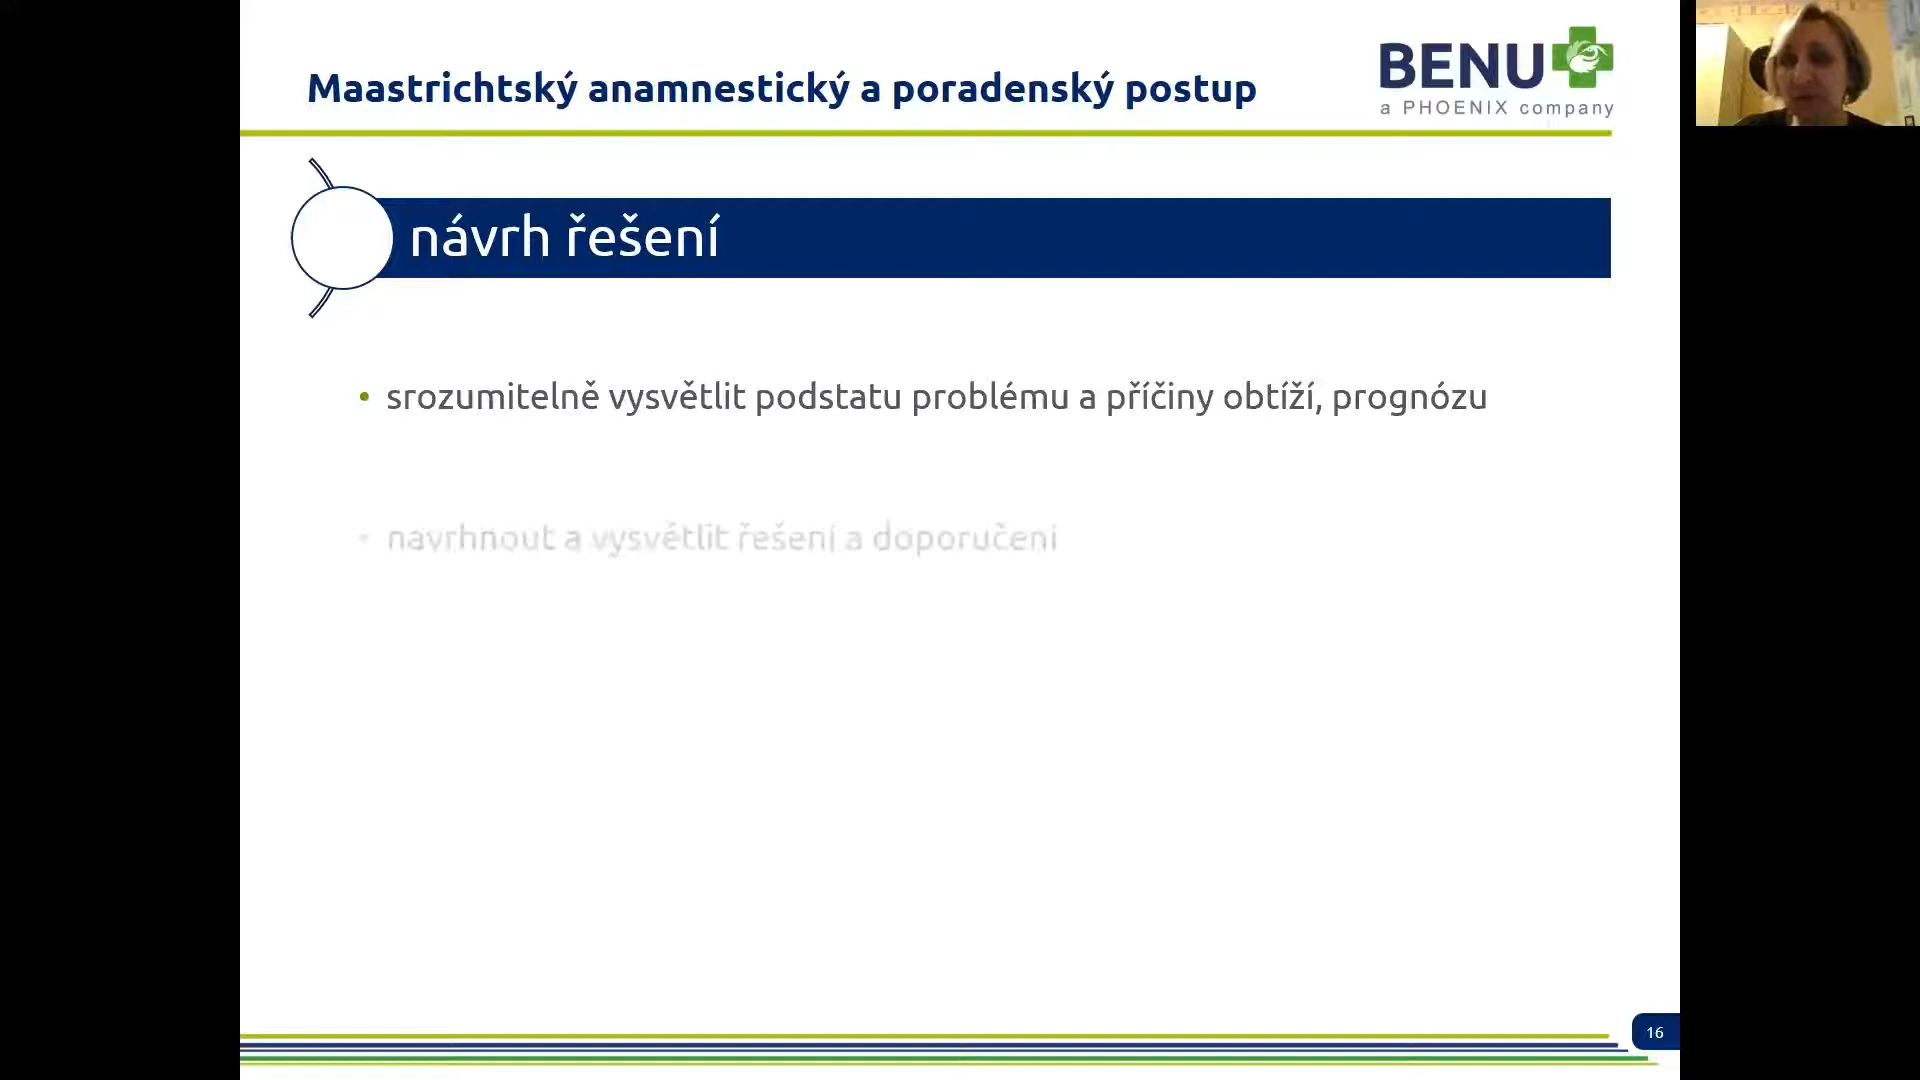 Maastrichtský anamnestický a poradenský postup
BENU
a PHOENIX company
návrh řešení
• srozumitelně vysvětlit podstatu problému a příčiny obtíží, prognózu
• navrhnout a vysvětlit řešení a doporučení
16